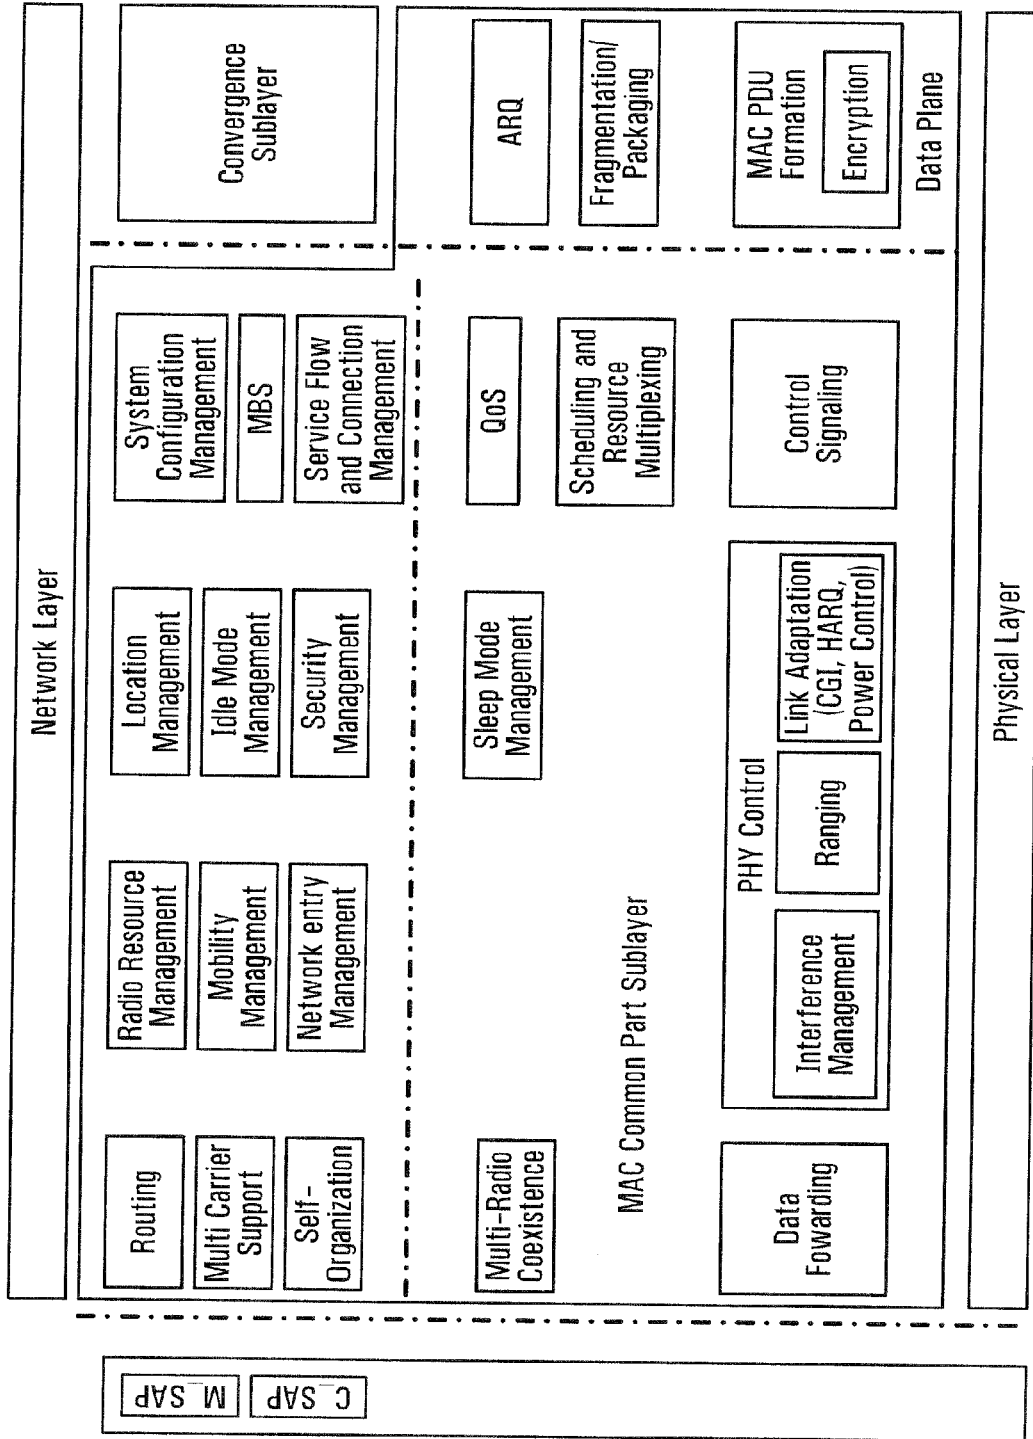 Network Layer
M_SAP
C_SAP
Routing
Multi Carrier
Support
Self-
Organization
Radio Resource
Management
Mobility
Management
Network entry
Management
Location
Management
Idle Mode
Management
Security
Management
System
Configuration
Management
MBS
Service Flow
and Connection
Management
Convergence
Sublayer
Multi-Radio
Coexistence
Sleep Mode
Management
QoS
Scheduling and
Resource
Multiplexing
ARQ
Fragmentation/
Packaging
MAC Common Part Sublayer
Data
Fowarding
PHY Control
Interference
Management
Ranging
Link Adaptation
(CGI, HARQ,
Power Control)
Control
Signaling
MAC PDU
Formation
Encryption
Data Plane
Physical Layer